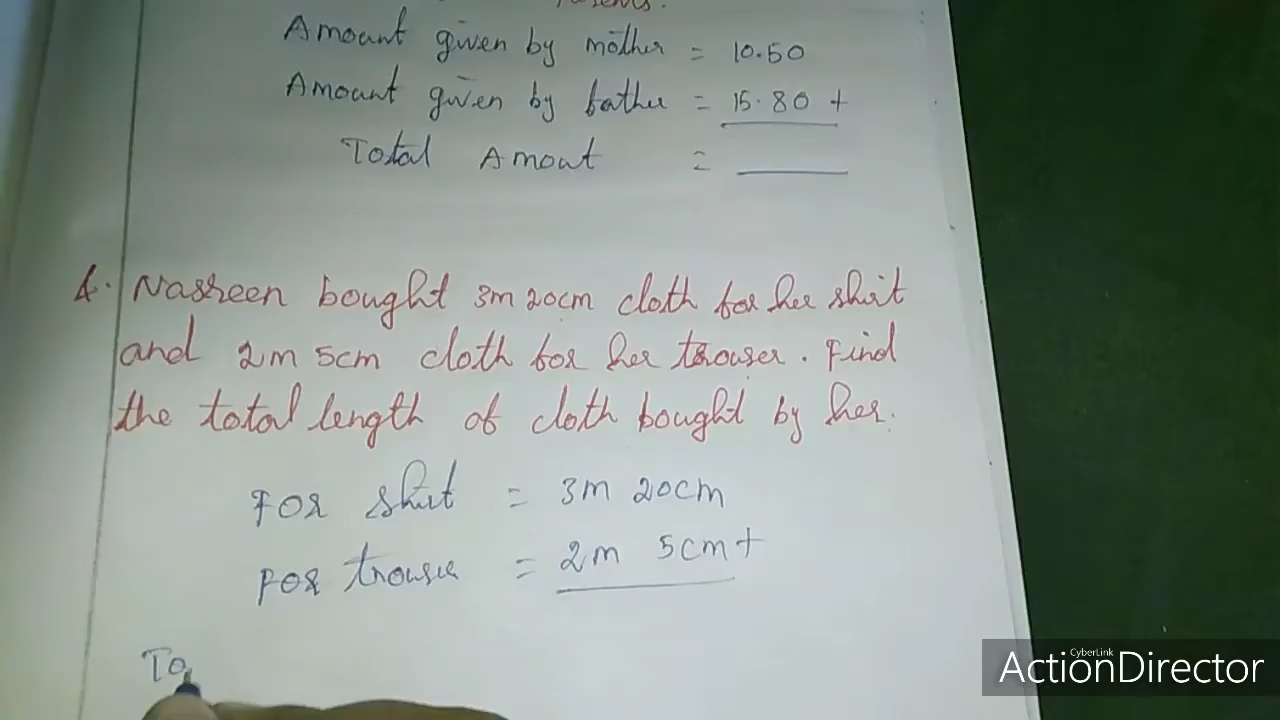 Parents.
Amount given by mother = 10.50
Amount given by father = 15.80 +
Total Amout =
4. Nasreen bought 3m 20cm cloth for her shirt
and 2m 5cm cloth for her trouser. Find
the total length of cloth bought by her.
For shirt = 3m 20cm
For trouser = 2m 5cm +
To
CyberLink
ActionDirector